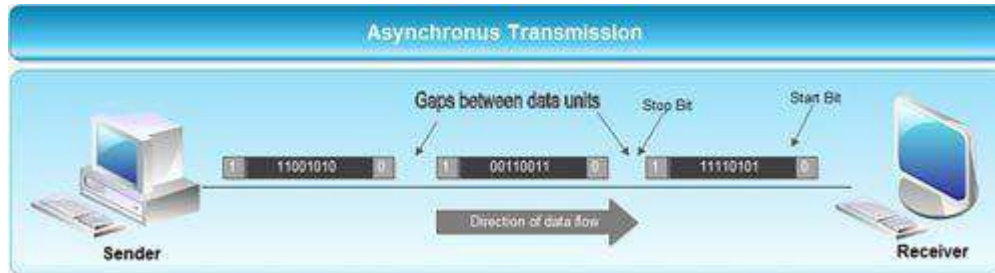 Asynchronus Transmission
Gaps between data units
Stop Bit
Start Bit
1 11001010 0
1 00110011 0
1 11110101 0
Direction of data flow
Sender
Receiver